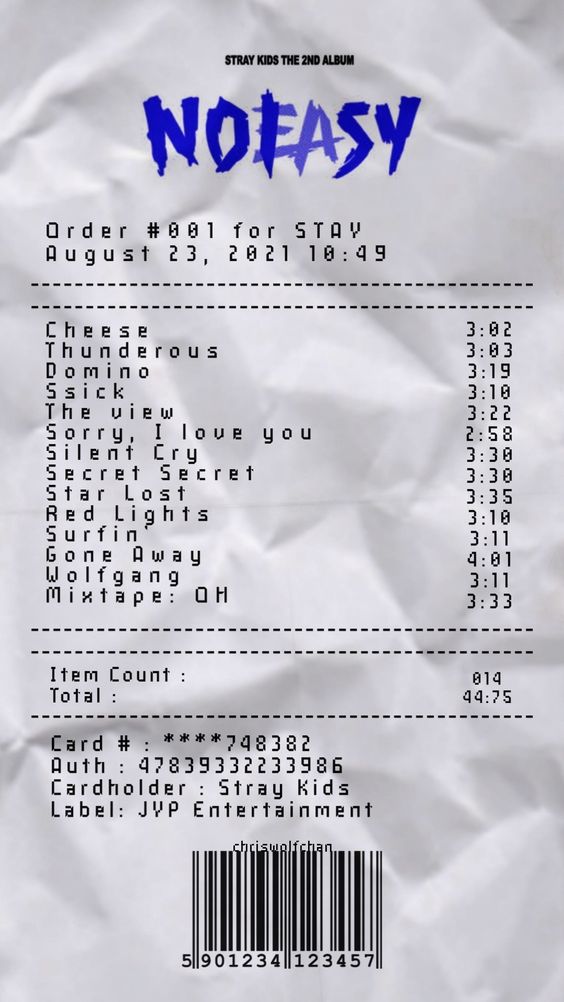 STRAY KIDS THE 2ND ALBUM
NOEASY
Order #001 for STAY
August 23, 2021 10:49
Cheese 3:02
Thunderous 3:03
Domino 3:19
Ssick 3:10
The view 3:22
Sorry, I love you 2:58
Silent Cry 3:30
Secret Secret 3:30
Star Lost 3:35
Red Lights 3:10
Surfin' 3:11
Gone Away 4:01
Wolfgang 3:11
Mixtape: OH 3:33
Item Count : 014
Total : 44:75
Card # : ****748382
Auth : 47839332233986
Cardholder : Stray Kids
Label: JYP Entertainment
chriswolfchan
5 901234 123457